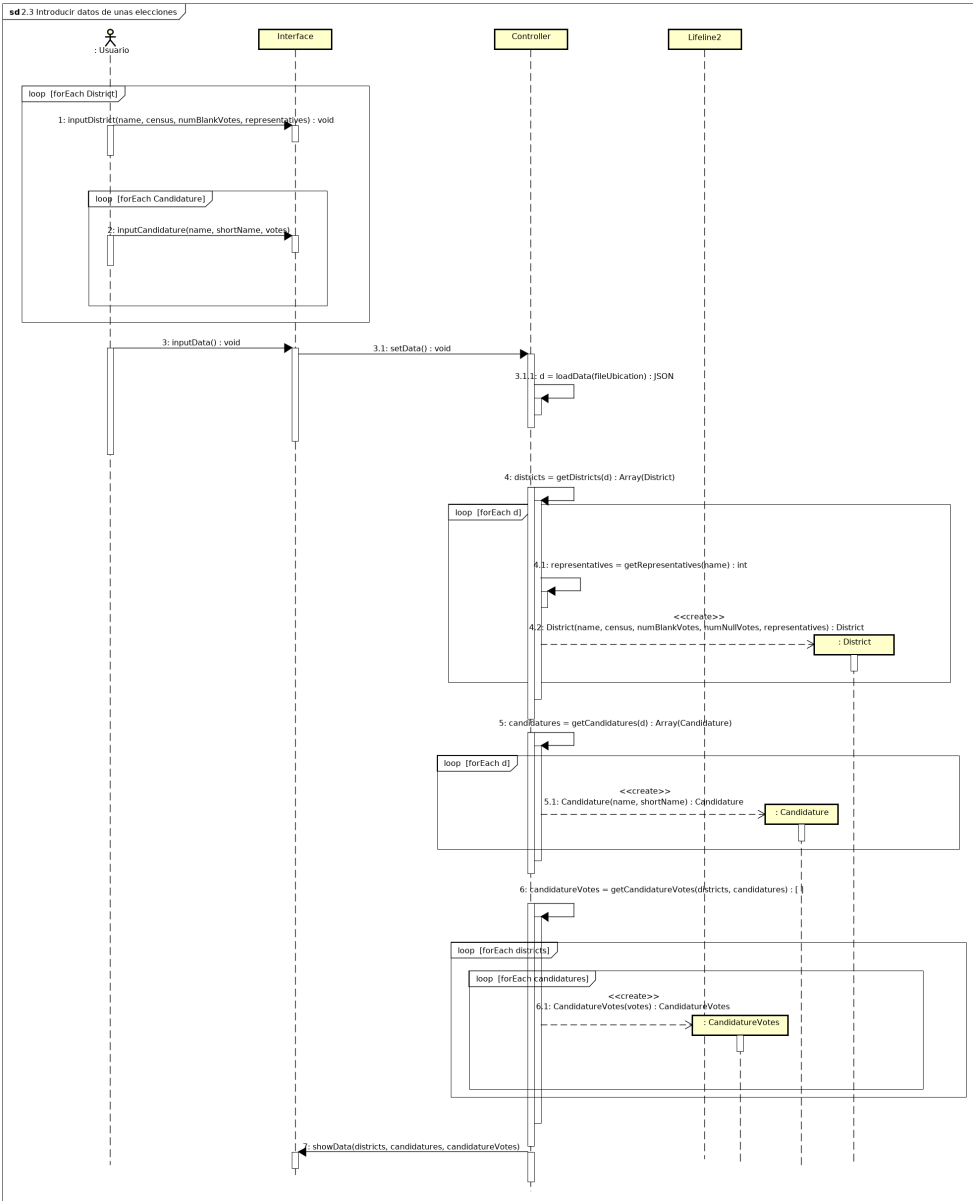 sd 2.3 Introducir datos de unas elecciones
: Usuario
Interface
Controller
Lifeline2
loop [forEach District]
1: inputDistrict(name, census, numBlankVotes, representatives) : void
loop [forEach Candidature]
2: inputCandidature(name, shortName, votes)
3: inputData() : void
3.1: setData() : void
3.1.1: d = loadData(fileUbication) : JSON
4: districts = getDistricts(d) : Array(District)
loop [forEach d]
4.1: representatives = getRepresentatives(name) : int
<<create>>
4.2: District(name, census, numBlankVotes, numNullVotes, representatives) : District
: District
5: candidatures = getCandidatures(d) : Array(Candidature)
loop [forEach d]
<<create>>
5.1: Candidature(name, shortName) : Candidature
: Candidature
6: candidatureVotes = getCandidatureVotes(districts, candidatures) : [ ]
loop [forEach districts]
loop [forEach candidatures]
<<create>>
6.1: CandidatureVotes(votes) : CandidatureVotes
: CandidatureVotes
7: showData(districts, candidatures, candidatureVotes)